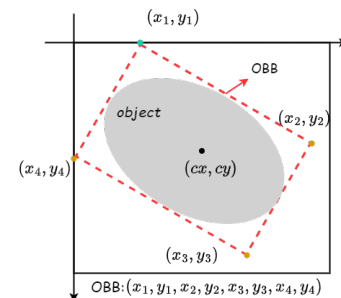 (x₁, y₁)
OBB
object
(x₂, y₂)
(x₄, y₄)
(cx, cy)
(x₃, y₃)
OBB:(x₁, y₁, x₂, y₂, x₃, y₃, x₄, y₄)